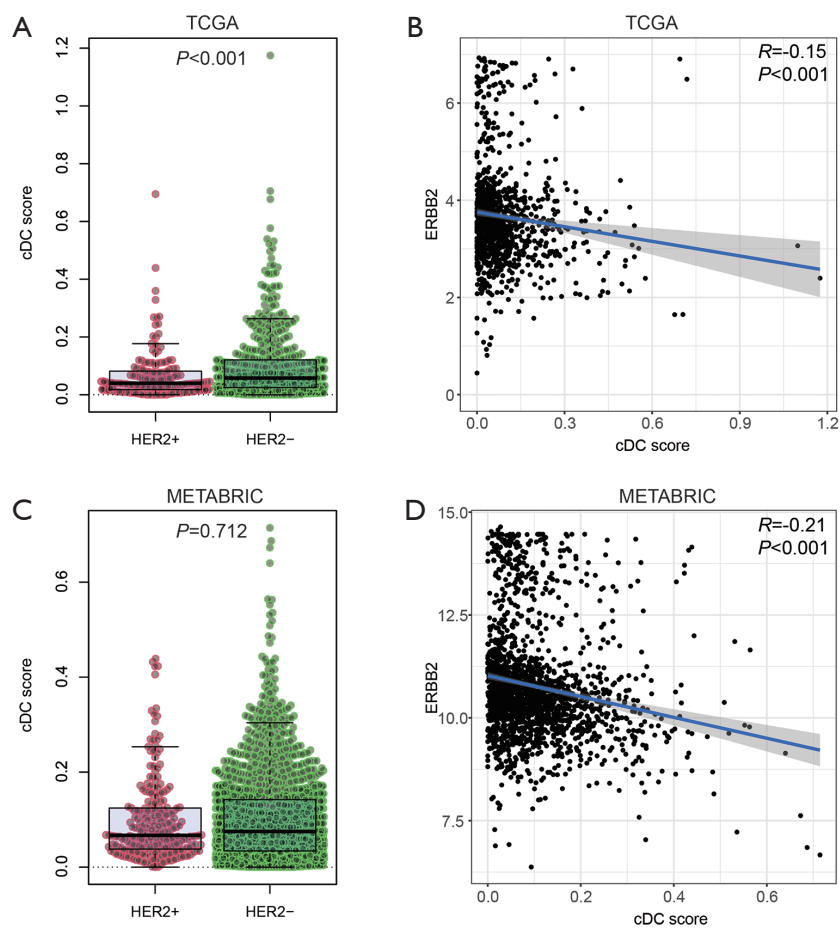 A
TCGA
P<0.001
cDC score
1.2
1.0
0.8
0.6
0.4
0.2
0.0
HER2+
HER2−
B
TCGA
R=-0.15
P<0.001
ERBB2
6
4
2
0
0.0
0.3
0.6
0.9
1.2
cDC score
C
METABRIC
P=0.712
cDC score
0.6
0.4
0.2
0.0
HER2+
HER2−
D
METABRIC
R=-0.21
P<0.001
ERBB2
15.0
12.5
10.0
7.5
0.0
0.2
0.4
0.6
cDC score